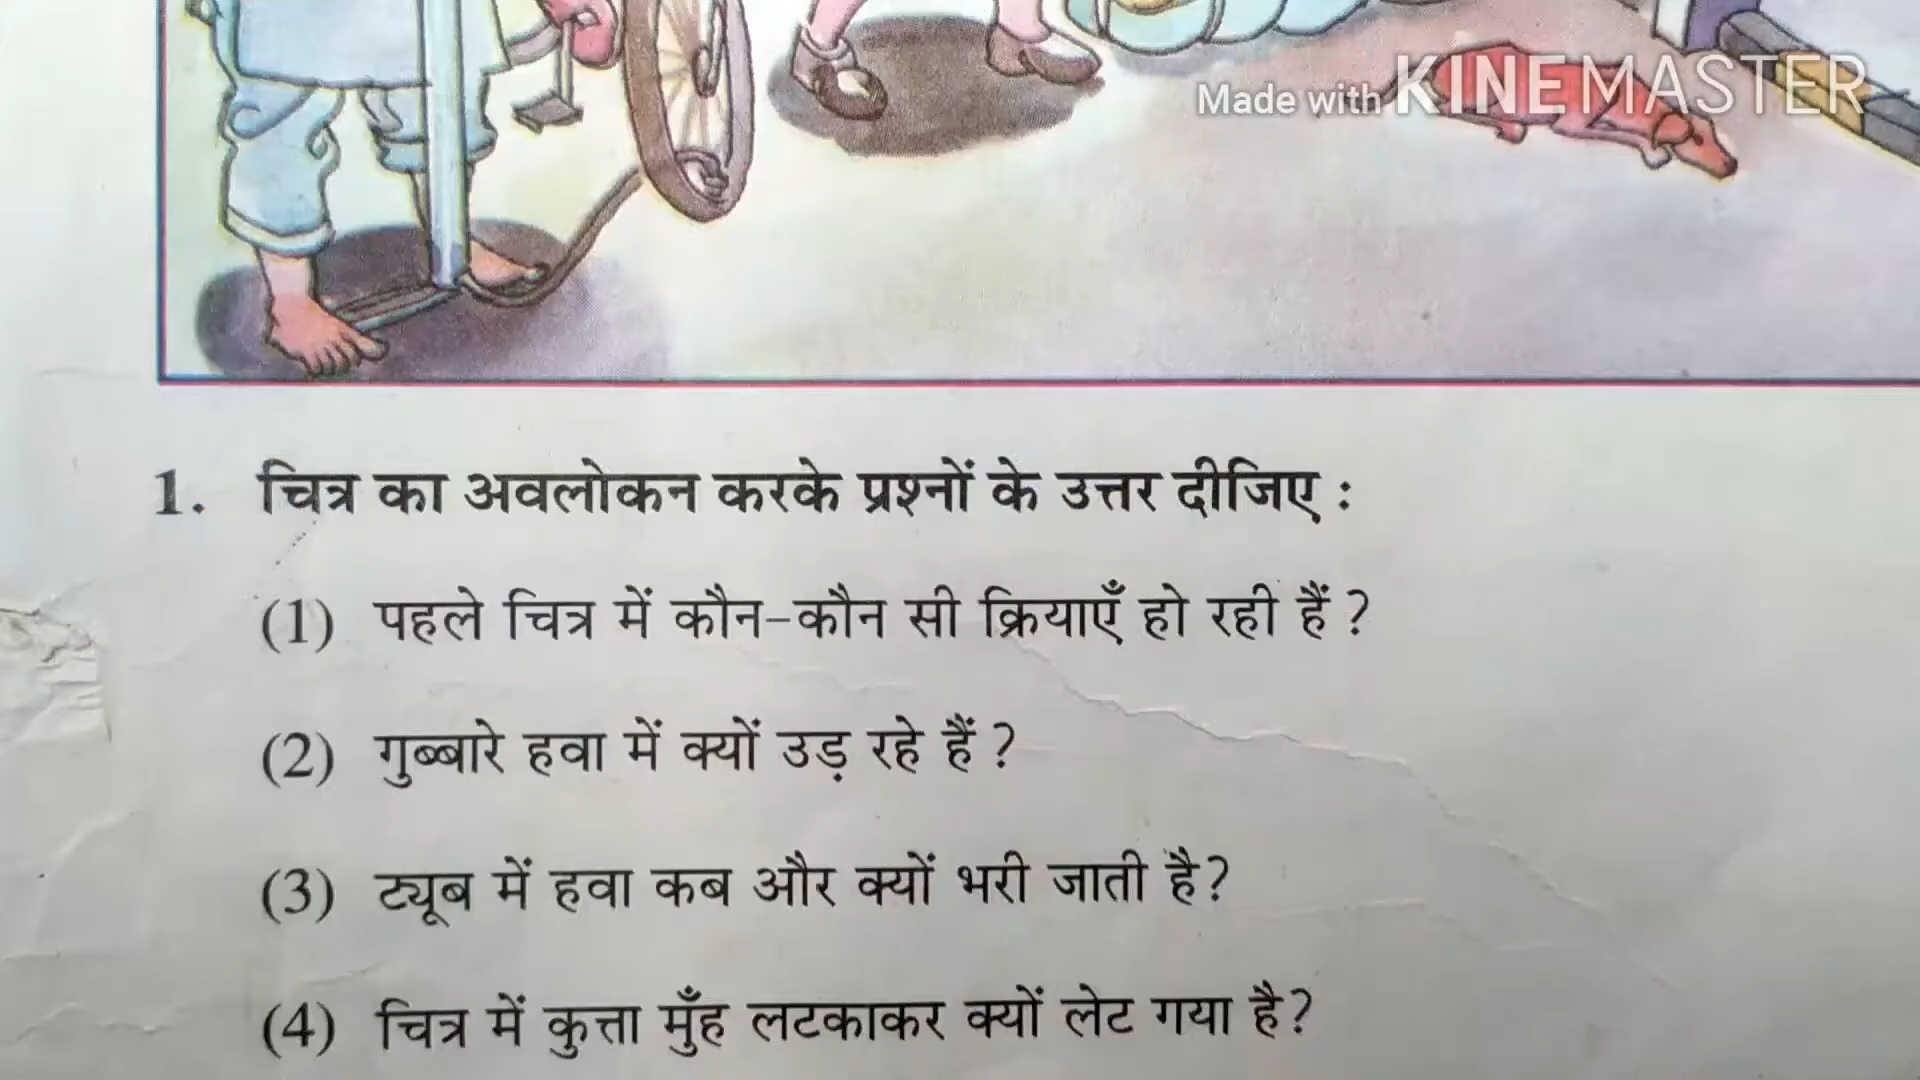 Made with KINEMASTER
1. चित्र का अवलोकन करके प्रश्नों के उत्तर दीजिए :
(1) पहले चित्र में कौन-कौन सी क्रियाएँ हो रही हैं ?
(2) गुब्बारे हवा में क्यों उड़ रहे हैं ?
(3) ट्यूब में हवा कब और क्यों भरी जाती है?
(4) चित्र में कुत्ता मुँह लटकाकर क्यों लेट गया है?